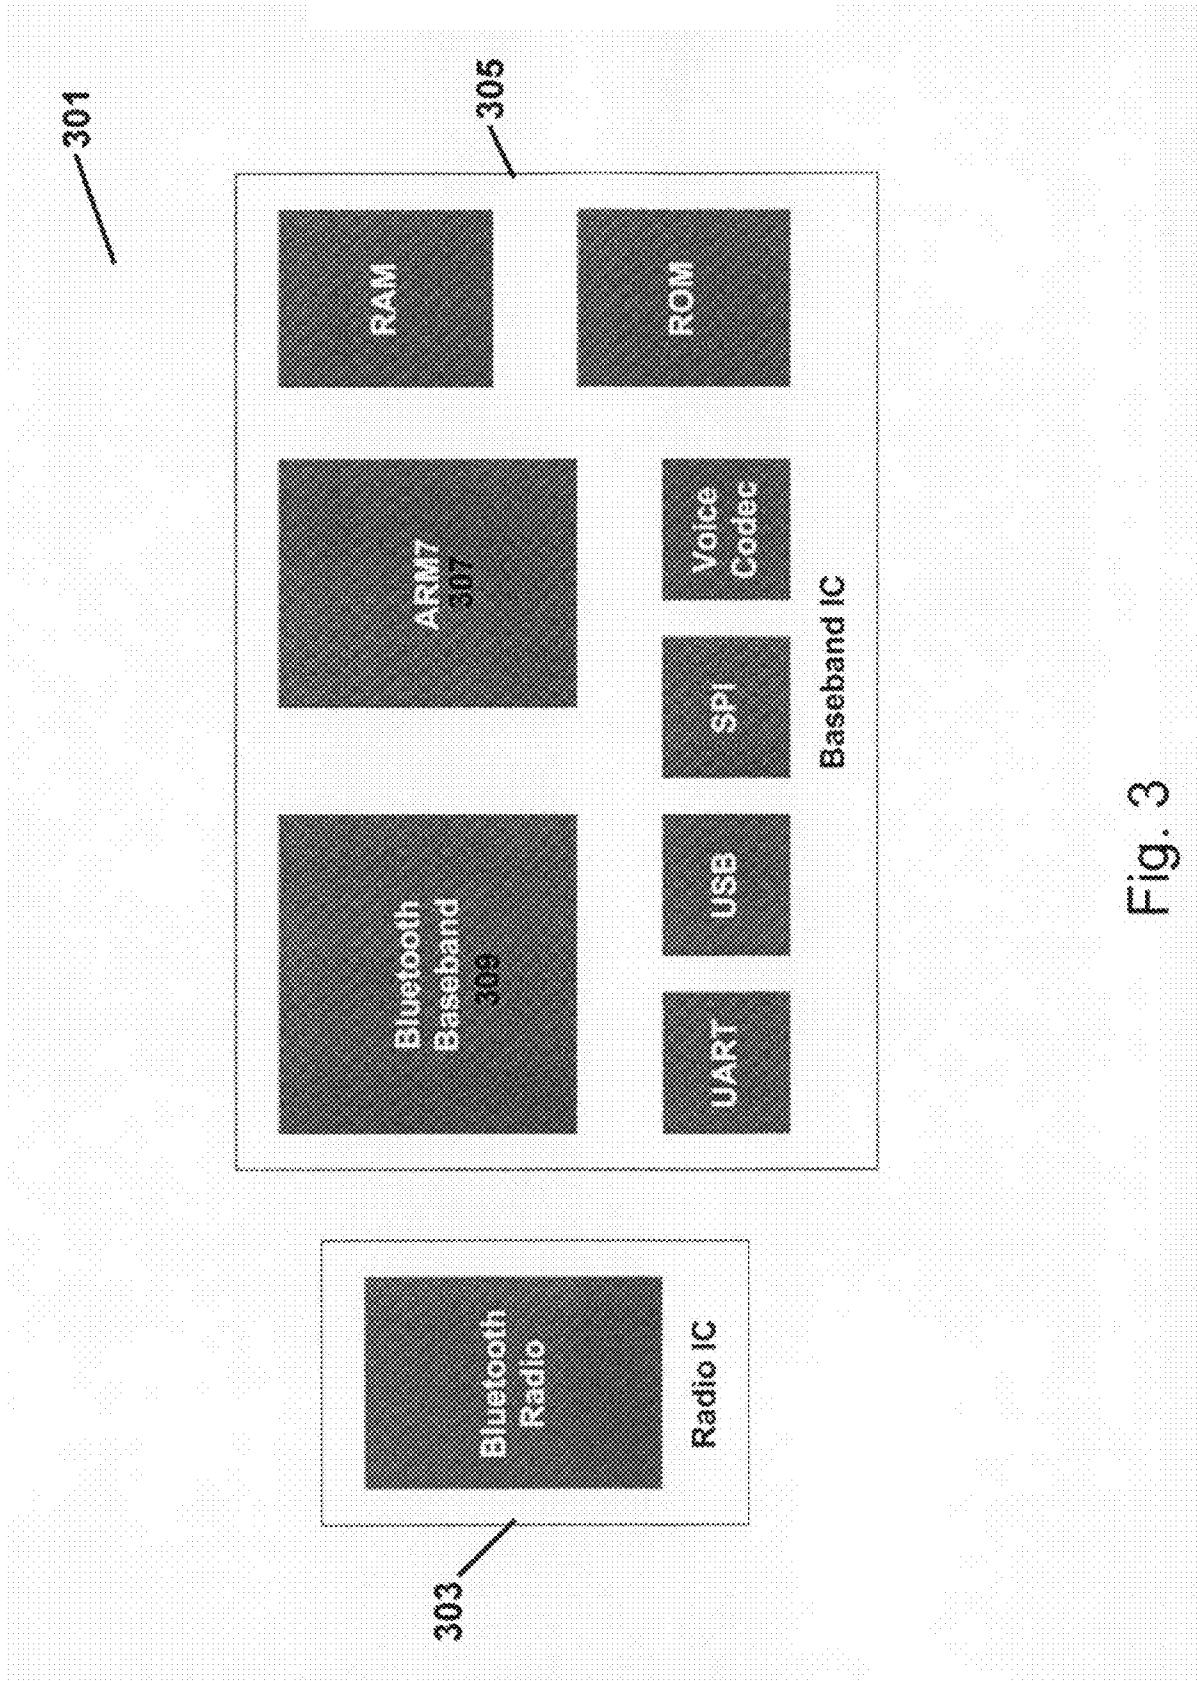 301
305
303
Bluetooth
Radio
Radio IC
Bluetooth
Baseband
309
ARM7
307
RAM
UART
USB
SPI
Voice
Codec
ROM
Baseband IC
Fig. 3